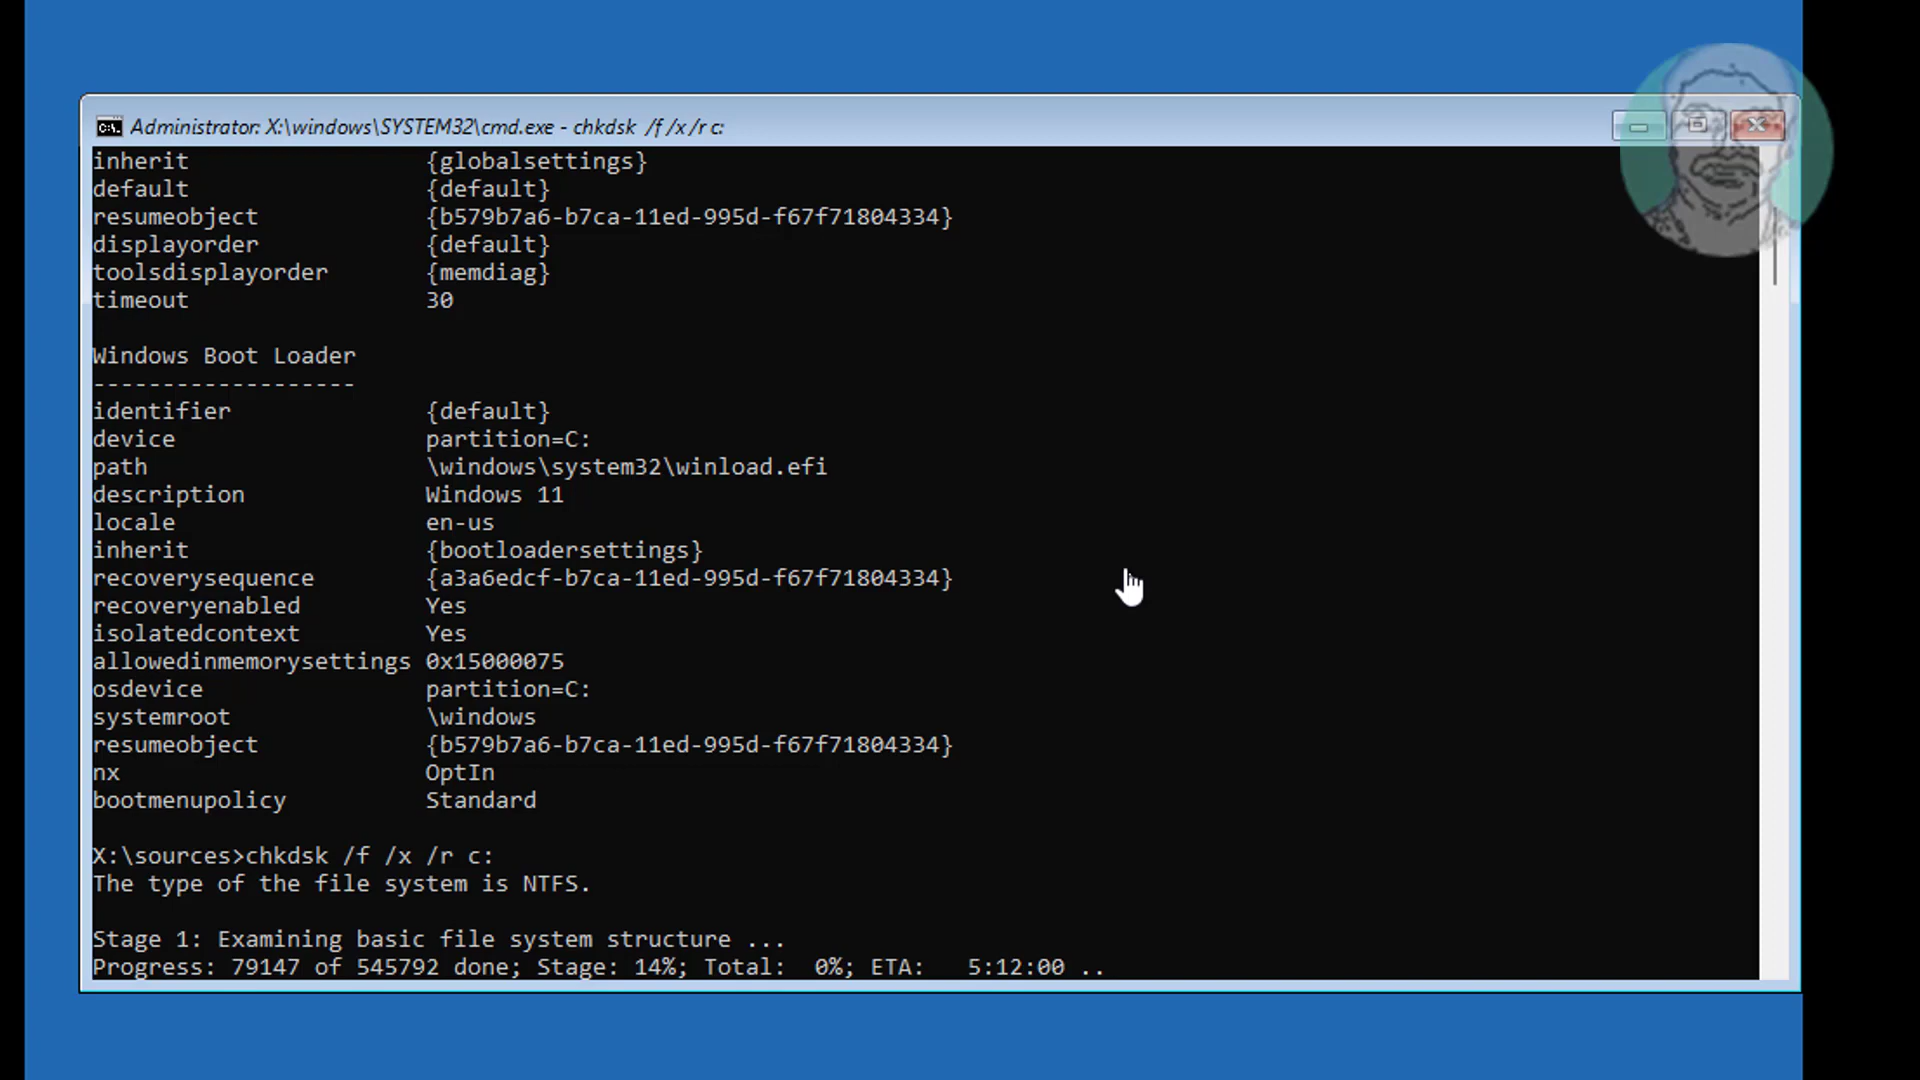 Administrator: X:\windows\SYSTEM32\cmd.exe - chkdsk /f /x /r c:
inherit {globalsettings}
default {default}
resumeobject {b579b7a6-b7ca-11ed-995d-f67f71804334}
displayorder {default}
toolsdisplayorder {memdiag}
timeout 30
Windows Boot Loader
-------------------
identifier {default}
device partition=C:
path \windows\system32\winload.efi
description Windows 11
locale en-us
inherit {bootloadersettings}
recoverysequence {a3a6edcf-b7ca-11ed-995d-f67f71804334}
recoveryenabled Yes
isolatedcontext Yes
allowedinmemorysettings 0x15000075
osdevice partition=C:
systemroot \windows
resumeobject {b579b7a6-b7ca-11ed-995d-f67f71804334}
nx OptIn
bootmenupolicy Standard
X:\sources>chkdsk /f /x /r c:
The type of the file system is NTFS.
Stage 1: Examining basic file system structure ...
Progress: 79147 of 545792 done; Stage: 14%; Total: 0%; ETA: 5:12:00 ..